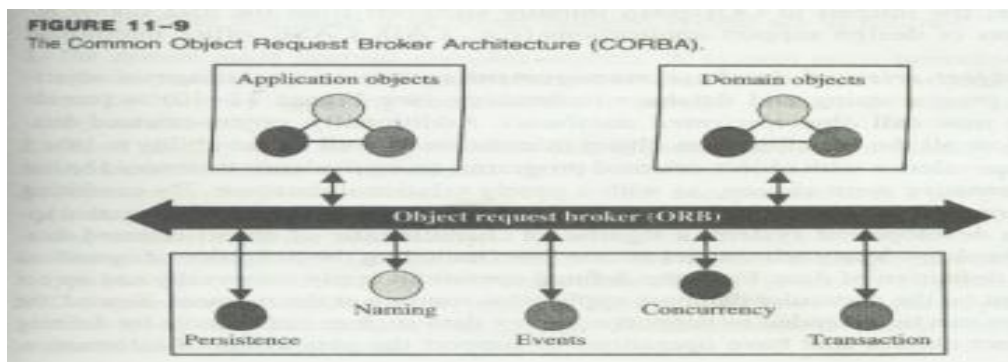 FIGURE 11–9
The Common Object Request Broker Architecture (CORBA).
Application objects
Domain objects
Object request broker (ORB)
Naming
Concurrency
Persistence
Events
Transaction